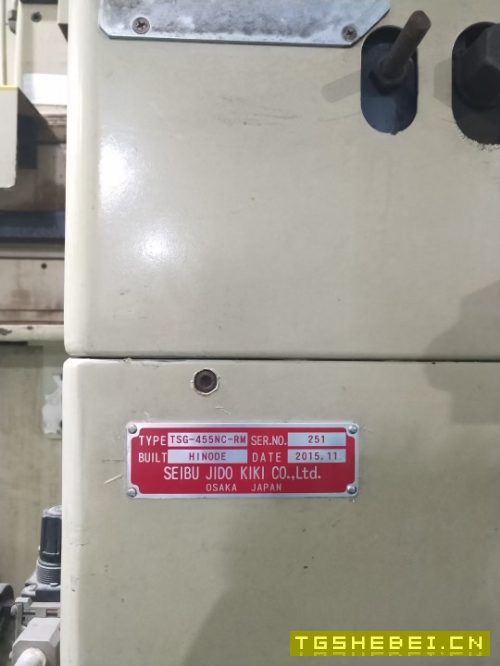 TYPE TSG-455NC-RM SER.NO. 251
BUILT HINODE DATE 2015.11
SEIBU JIDO KIKI CO.,Ltd.
OSAKA JAPAN
TGSHEBEI.CN